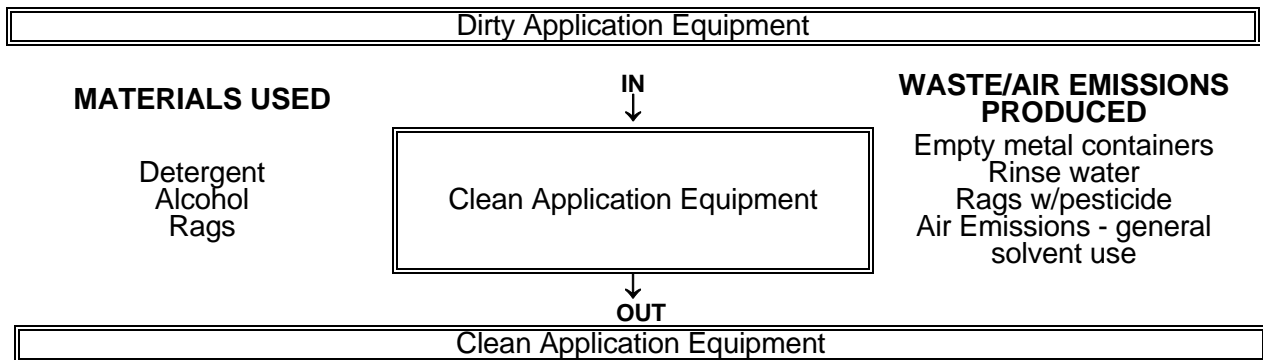 Dirty Application Equipment
IN
MATERIALS USED
Detergent
Alcohol
Rags
Clean Application Equipment
WASTE/AIR EMISSIONS
PRODUCED
Empty metal containers
Rinse water
Rags w/pesticide
Air Emissions - general
solvent use
OUT
Clean Application Equipment